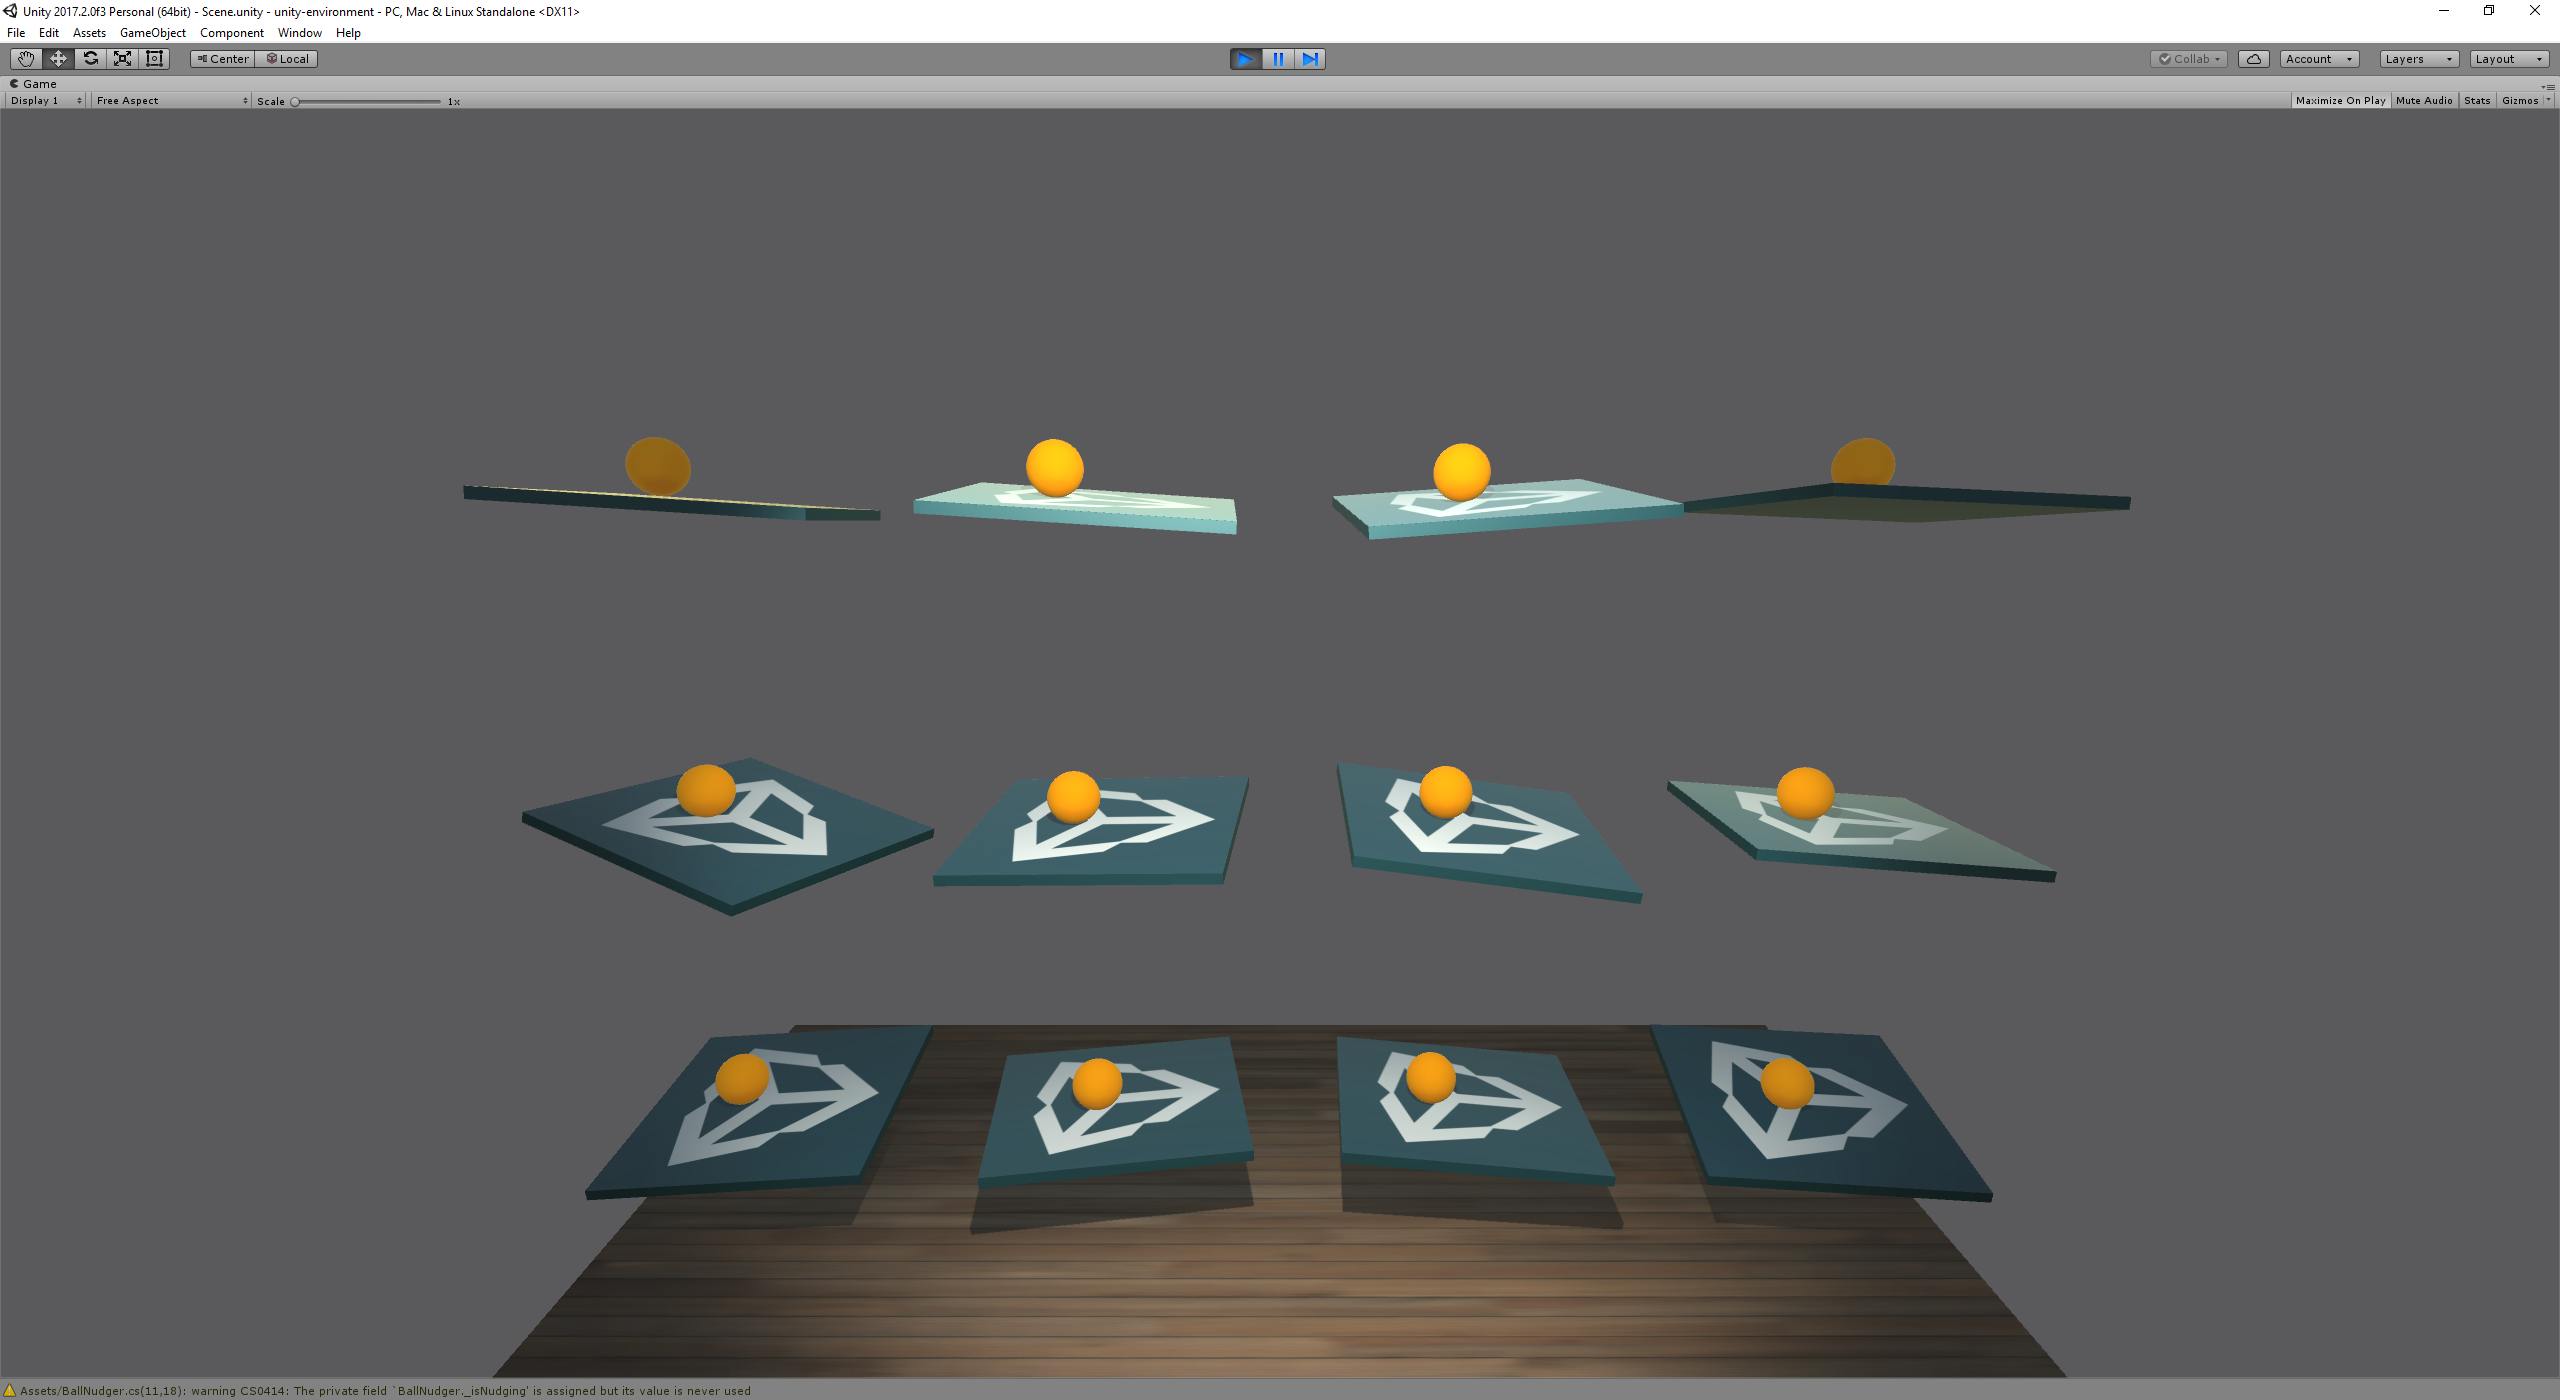 Unity 2017.2.0f3 Personal (64bit) - Scene.unity - unity-environment - PC, Mac & Linux Standalone <DX11>
File Edit Assets GameObject Component Window Help
Center Local Collab Account Layers Layout
Game
Display 1 Free Aspect Scale 1x Maximize On Play Mute Audio Stats Gizmos
Assets/BallNudger.cs(11,18): warning CS0414: The private field `BallNudger._isNudging' is assigned but its value is never used